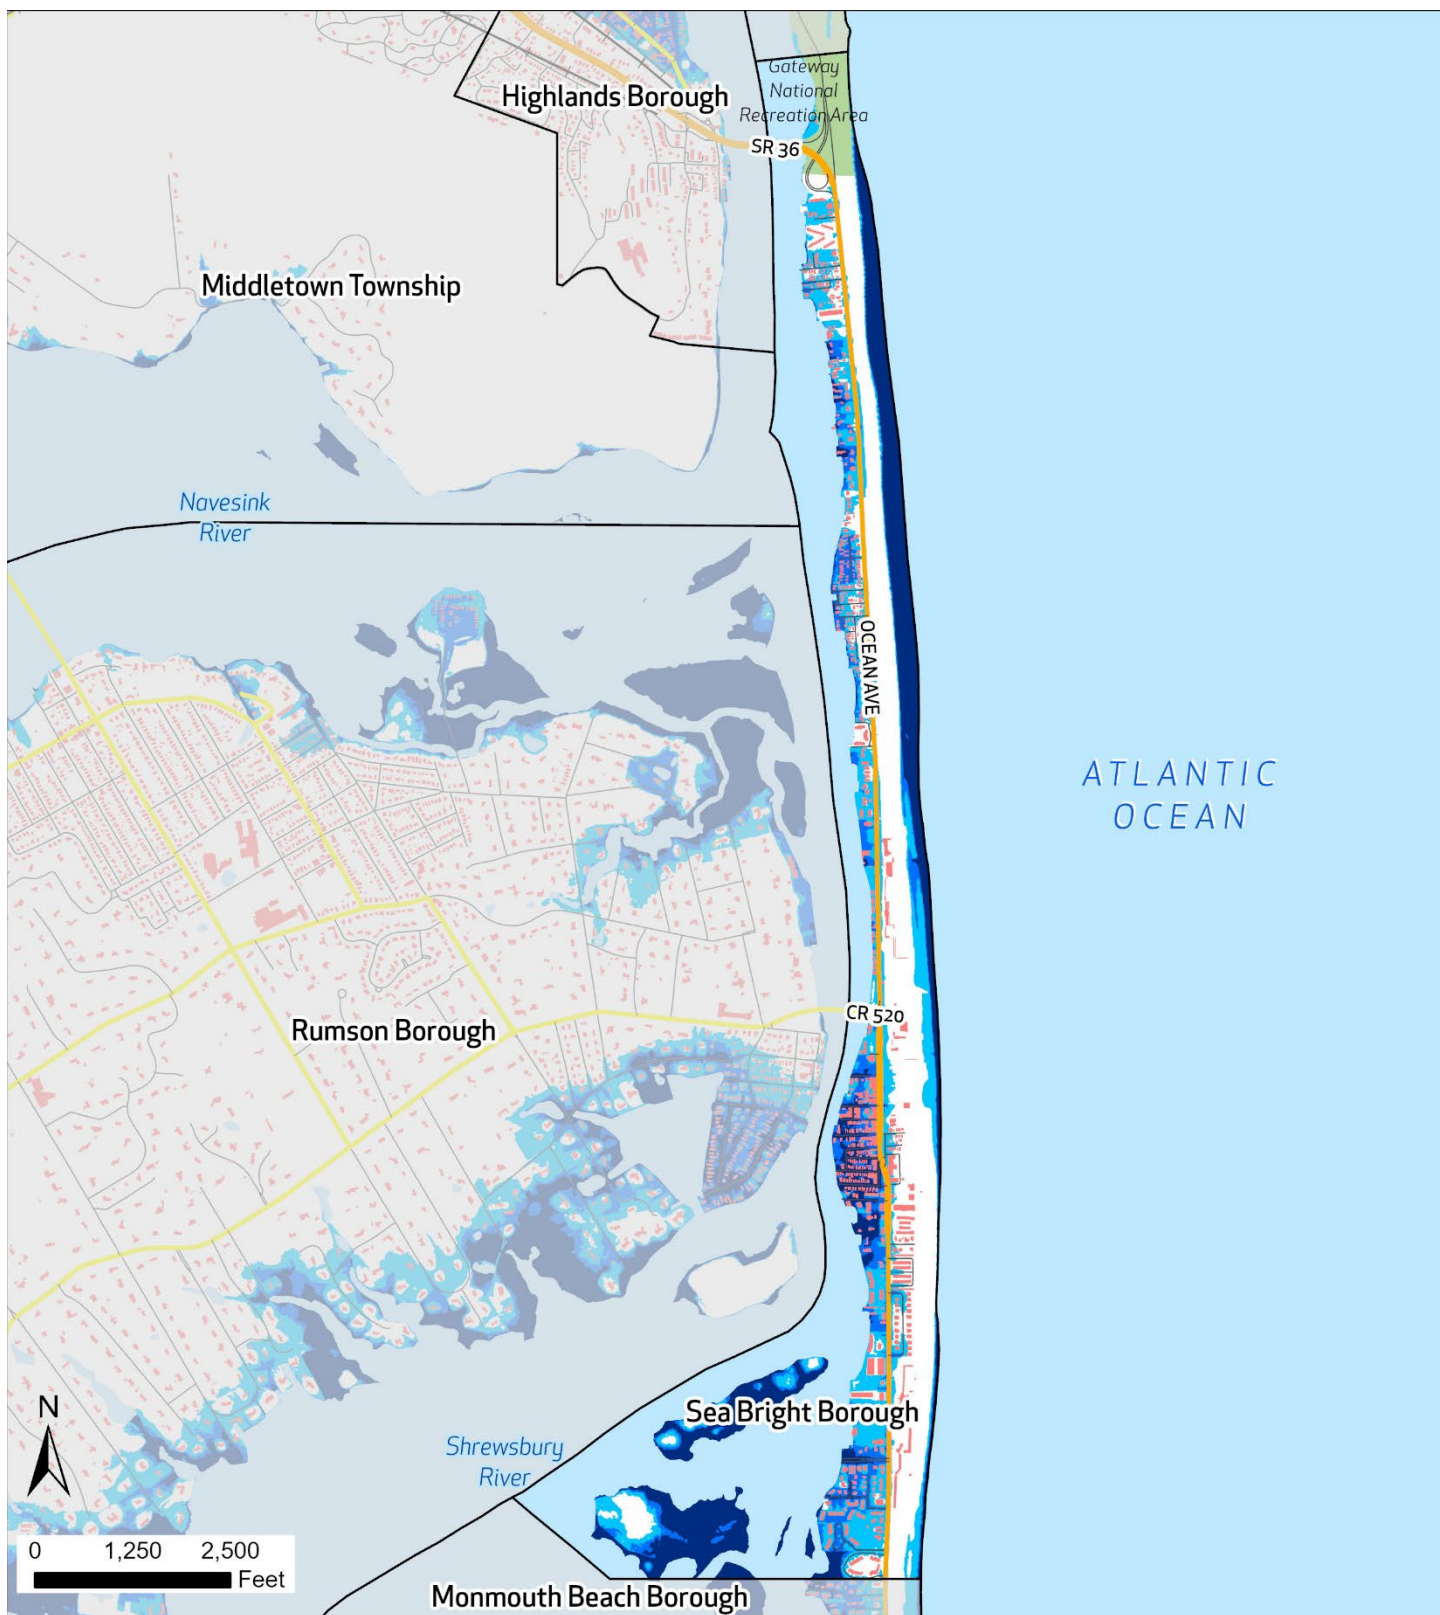 Gateway
National
Recreation Area
Highlands Borough
SR 36
Middletown Township
Navesink
River
OCEAN AVE
ATLANTIC
OCEAN
CR 520
Rumson Borough
Sea Bright Borough
Shrewsbury
River
N
0 1,250 2,500
Feet
Monmouth Beach Borough